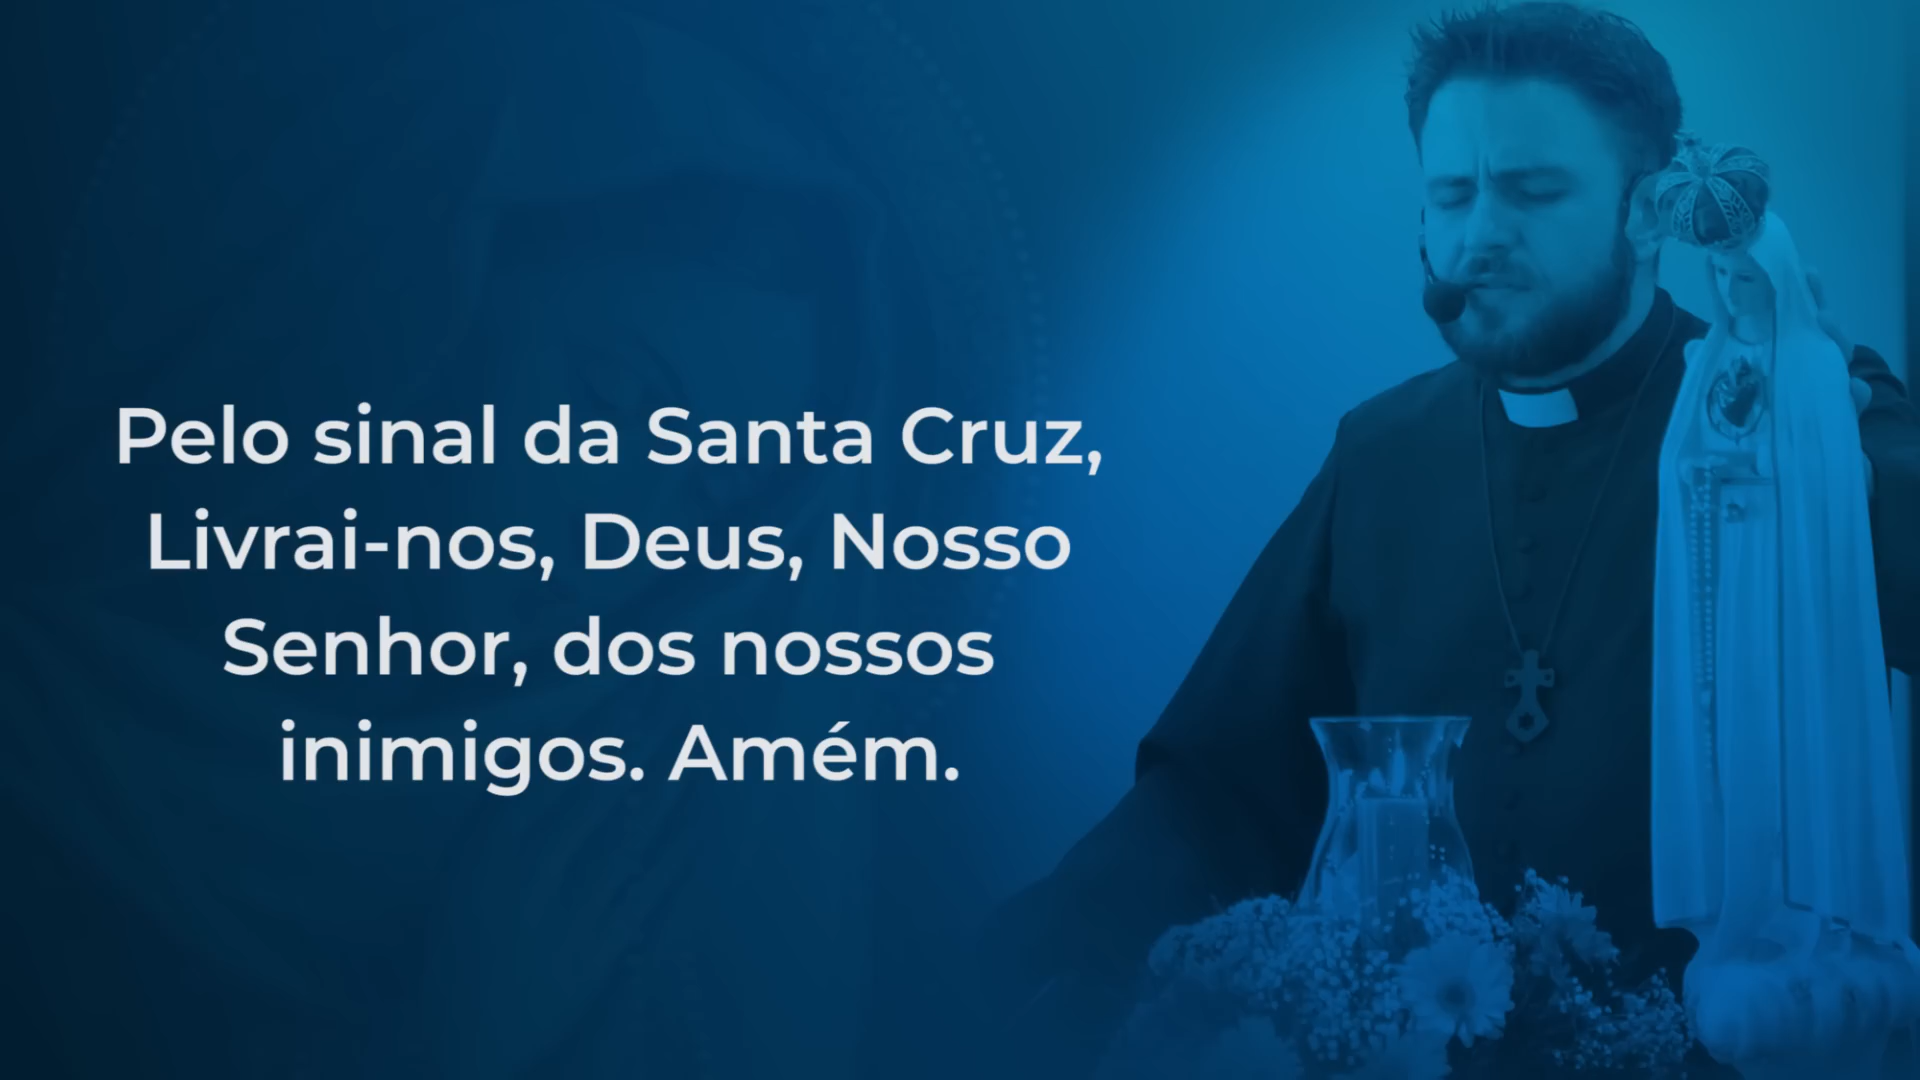 Pelo sinal da Santa Cruz,
Livrai-nos, Deus, Nosso
Senhor, dos nossos
inimigos. Amém.